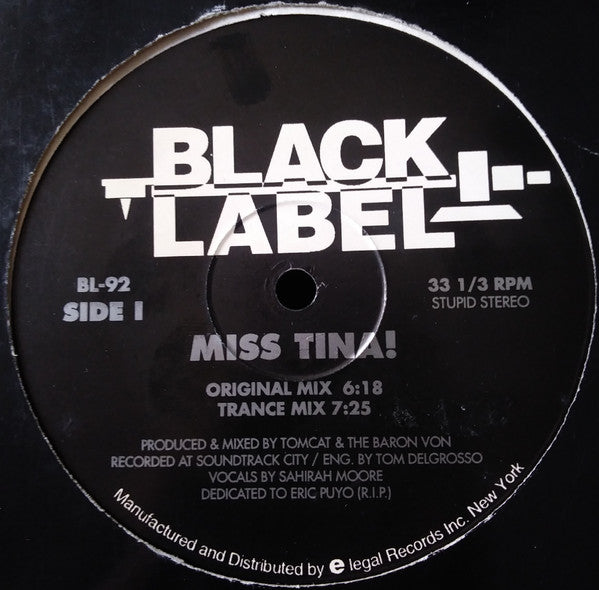 BLACK
LABEL
BL-92
SIDE I
33 1/3 RPM
STUPID STEREO
MISS TINA!
ORIGINAL MIX 6:18
TRANCE MIX 7:25
PRODUCED & MIXED BY TOMCAT & THE BARON VON
RECORDED AT SOUNDTRACK CITY / ENG. BY TOM DELGROSSO
VOCALS BY SAHIRAH MOORE
DEDICATED TO ERIC PUYO (R.I.P.)
Manufactured and Distributed by e legal Records Inc. New York